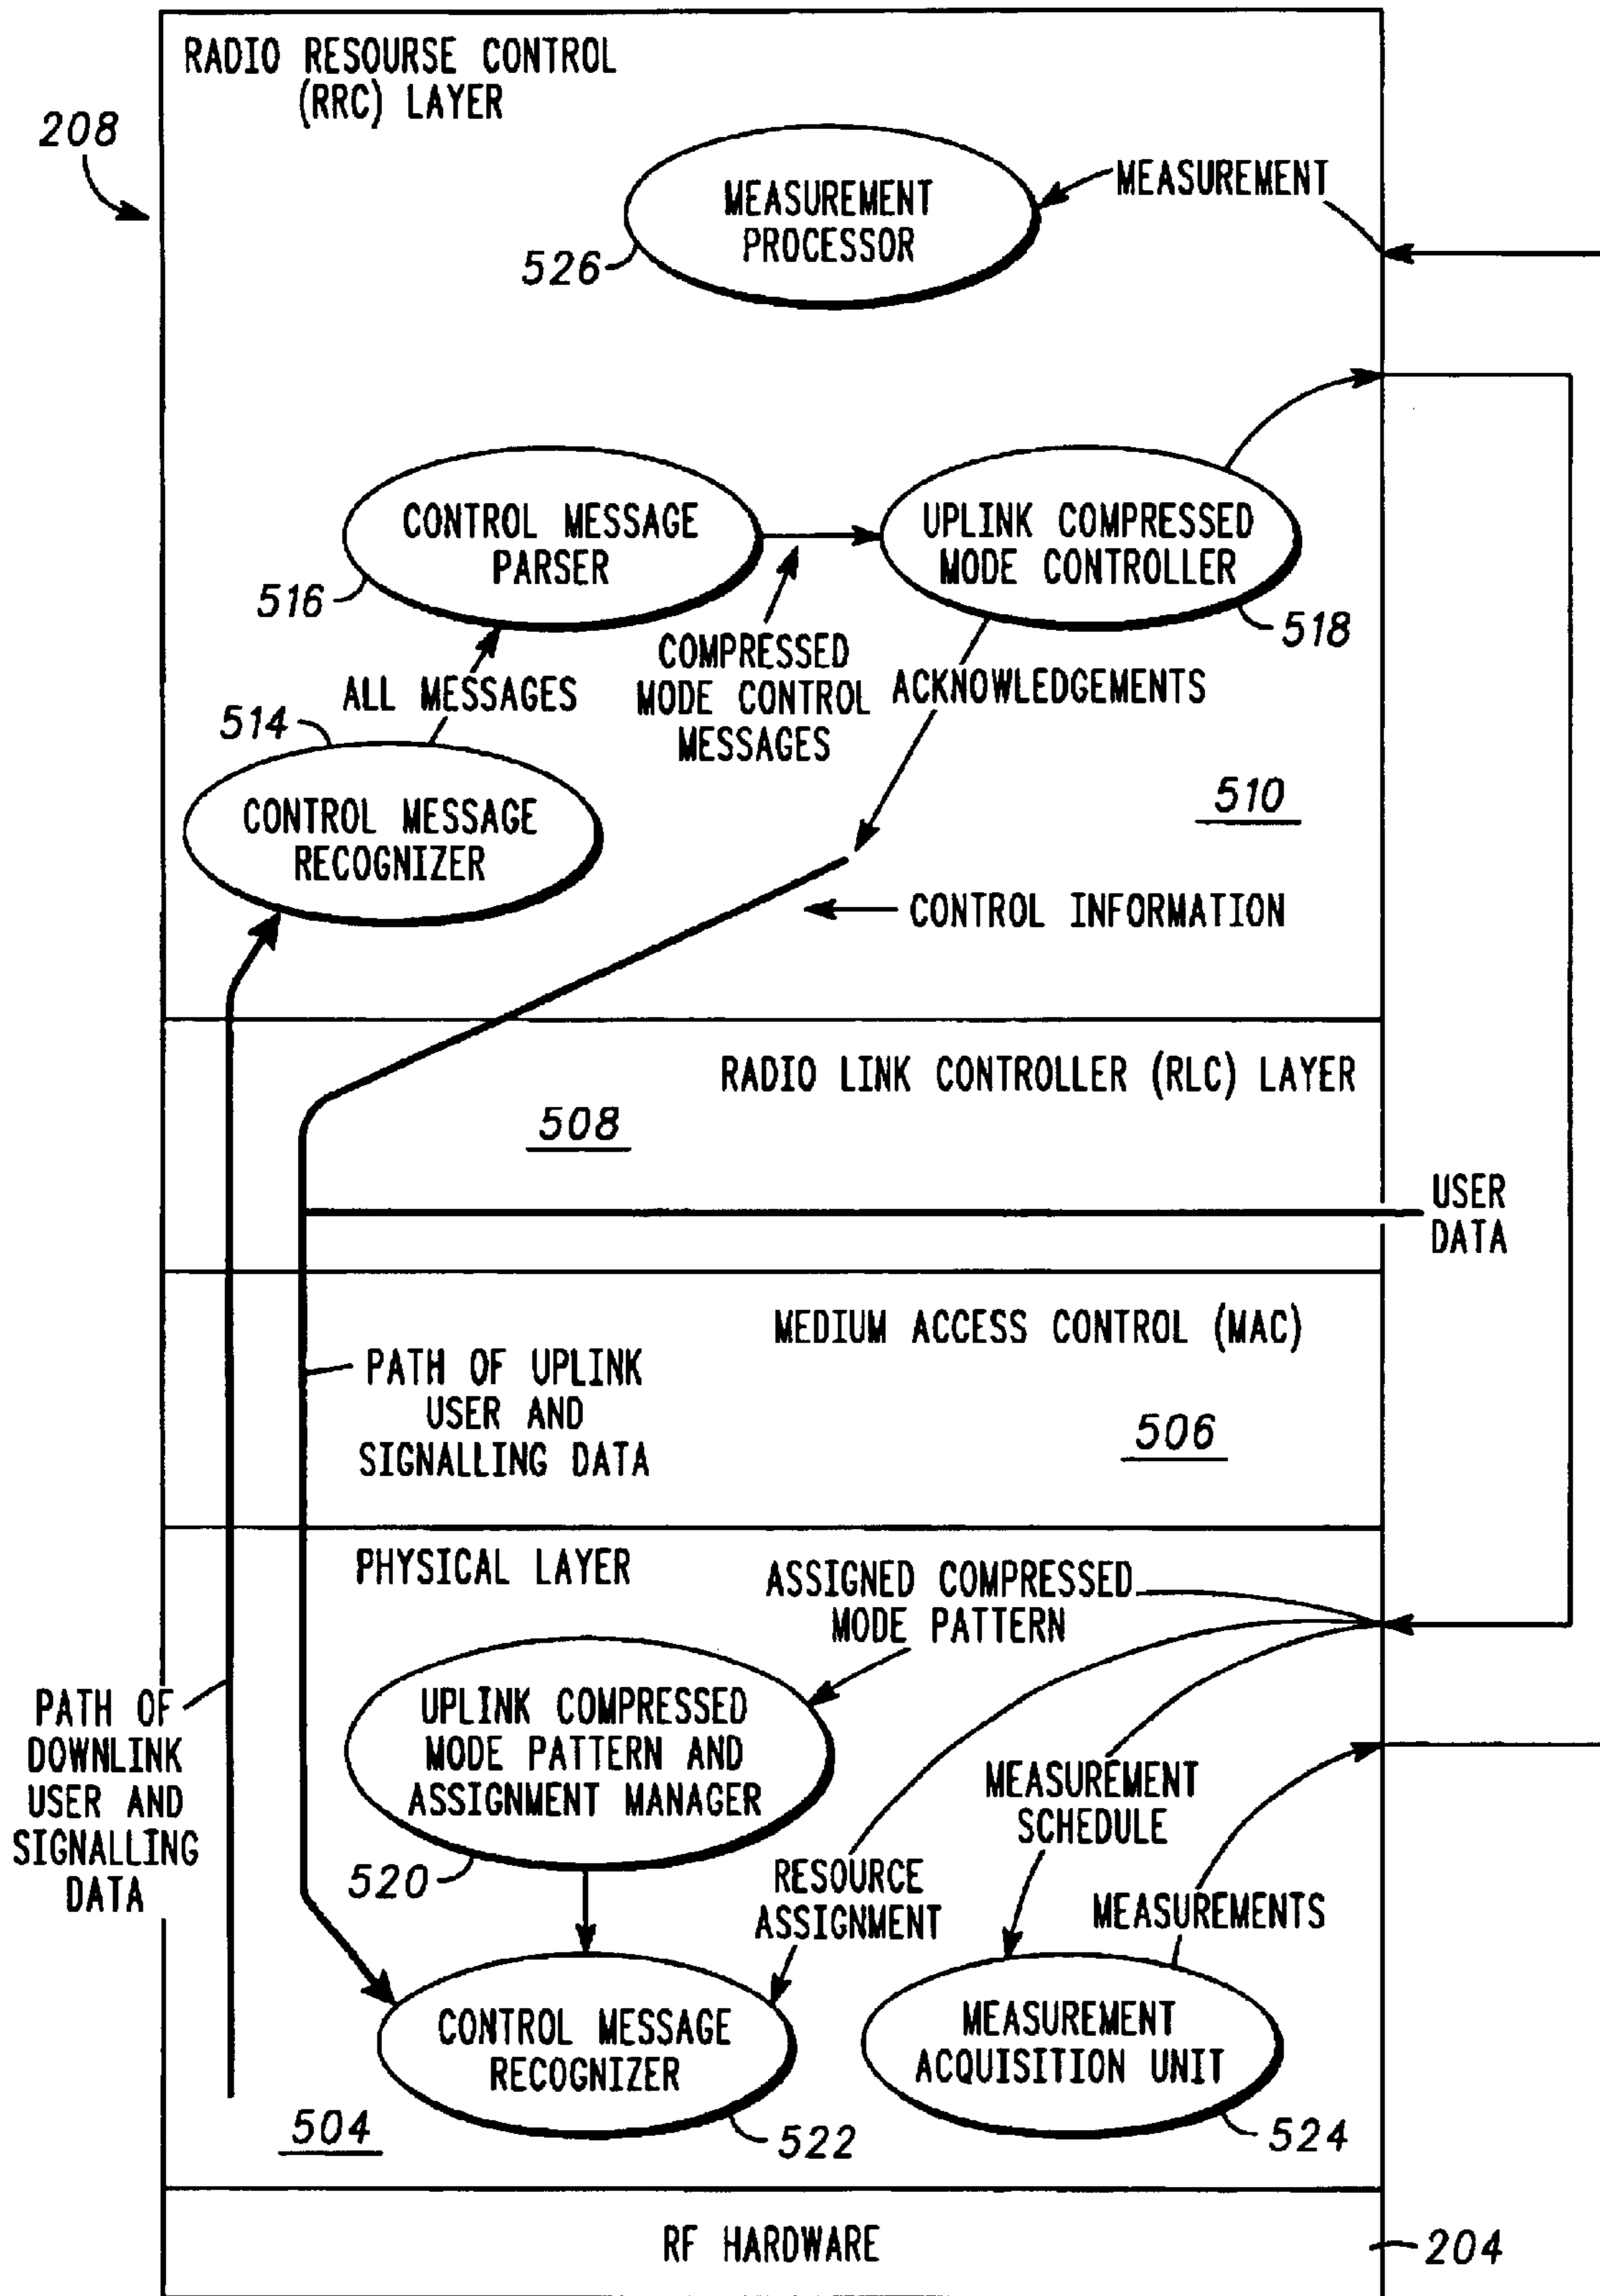 RADIO RESOURSE CONTROL
(RRC) LAYER
208
MEASUREMENT
PROCESSOR
526
MEASUREMENT
CONTROL MESSAGE
PARSER
516
UPLINK COMPRESSED
MODE CONTROLLER
518
COMPRESSED
MODE CONTROL
MESSAGES
ACKNOWLEDGEMENTS
ALL MESSAGES
514
CONTROL MESSAGE
RECOGNIZER
510
CONTROL INFORMATION
RADIO LINK CONTROLLER (RLC) LAYER
508
USER
DATA
MEDIUM ACCESS CONTROL (MAC)
PATH OF UPLINK
USER AND
SIGNALLING DATA
506
PHYSICAL LAYER
ASSIGNED COMPRESSED
MODE PATTERN
UPLINK COMPRESSED
MODE PATTERN AND
ASSIGNMENT MANAGER
520
PATH OF
DOWNLINK
USER AND
SIGNALLING
DATA
MEASUREMENT
SCHEDULE
RESOURCE
ASSIGNMENT
MEASUREMENTS
CONTROL MESSAGE
RECOGNIZER
522
MEASUREMENT
ACQUISITION UNIT
524
504
RF HARDWARE
204